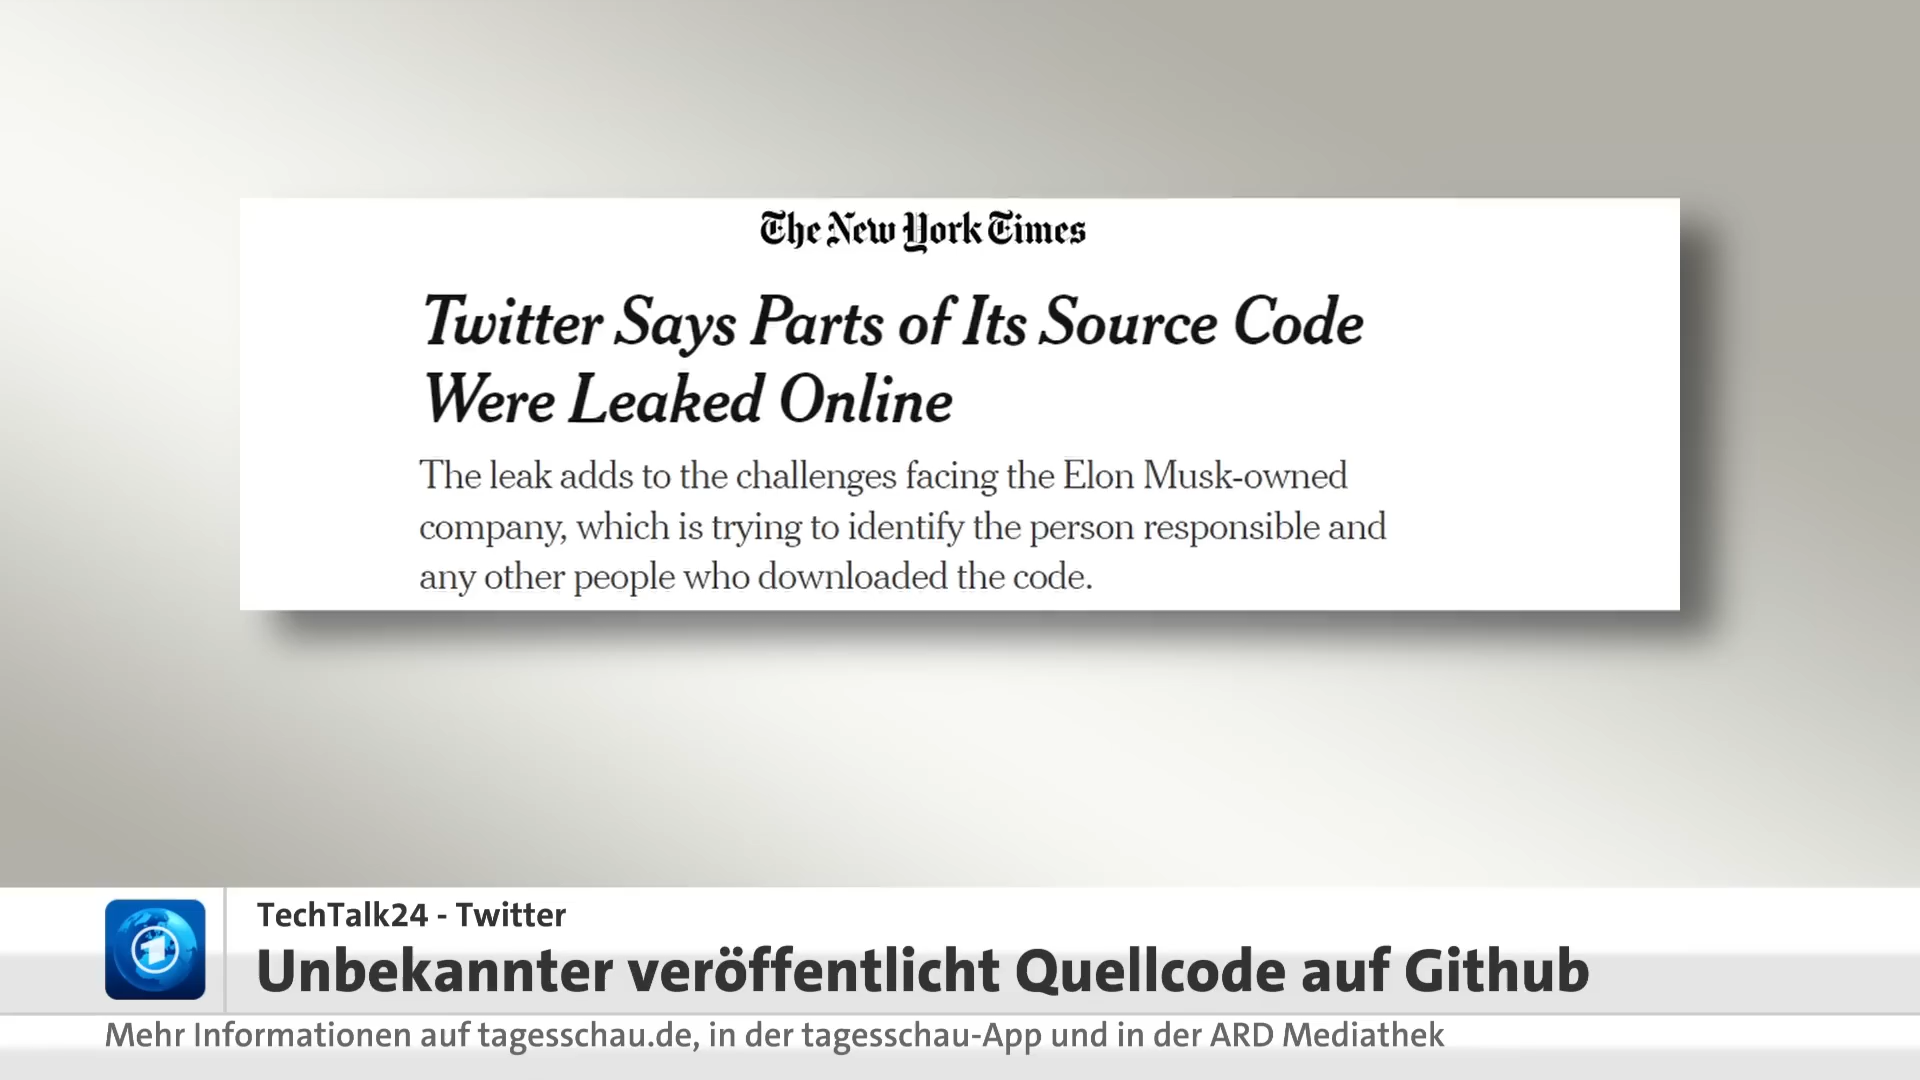 The New York Times
Twitter Says Parts of Its Source Code
Were Leaked Online
The leak adds to the challenges facing the Elon Musk-owned
company, which is trying to identify the person responsible and
any other people who downloaded the code.
1
TechTalk24 - Twitter
Unbekannter veröffentlicht Quellcode auf Github
Mehr Informationen auf tagesschau.de, in der tagesschau-App und in der ARD Mediathek